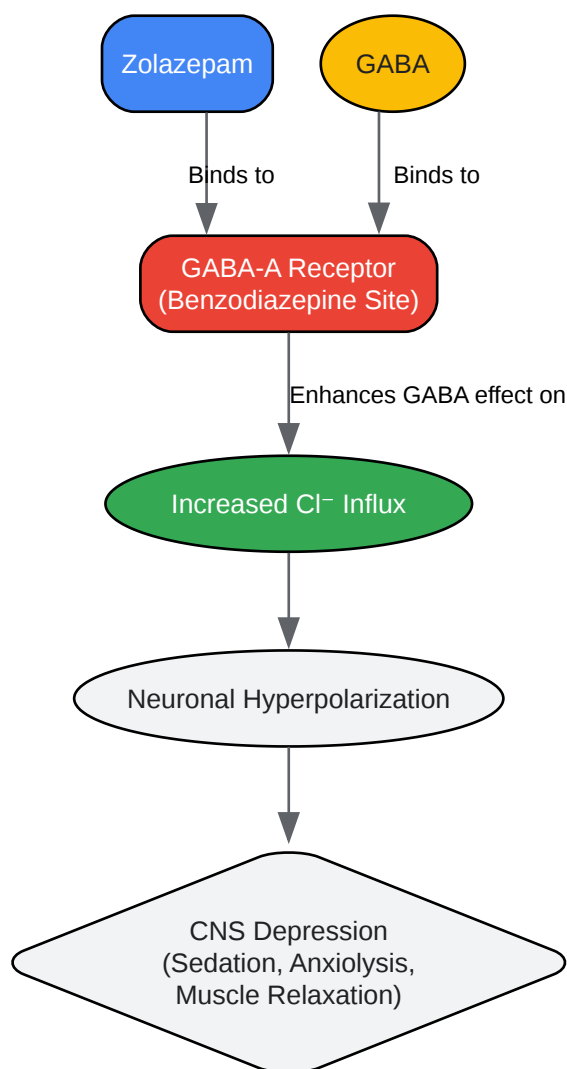 Zolazepam
GABA
Binds to
Binds to
GABA-A Receptor
(Benzodiazepine Site)
Enhances GABA effect on
Increased Cl⁻ Influx
Neuronal Hyperpolarization
CNS Depression
(Sedation, Anxiolysis,
Muscle Relaxation)